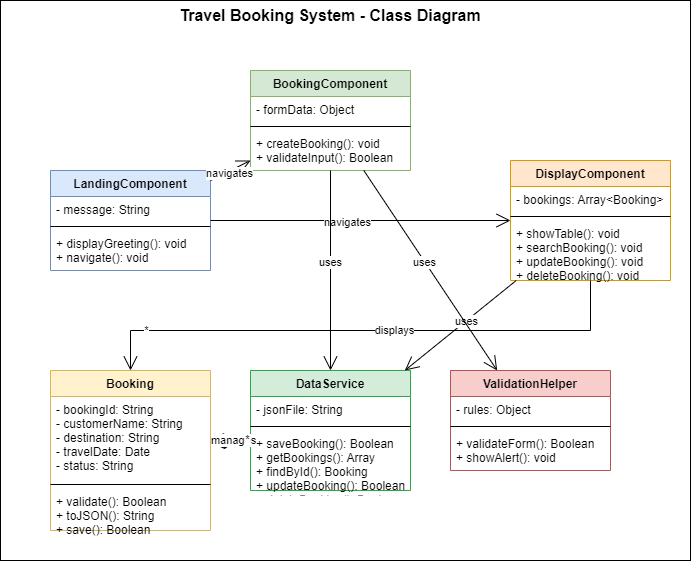 Travel Booking System - Class Diagram
BookingComponent
- formData: Object
+ createBooking(): void
+ validateInput(): Boolean
navigates
LandingComponent
- message: String
+ displayGreeting(): void
+ navigate(): void
DisplayComponent
- bookings: Array<Booking>
+ showTable(): void
+ searchBooking(): void
+ updateBooking(): void
+ deleteBooking(): void
navigates
uses
uses
uses
displays
*
Booking
- bookingId: String
- customerName: String
- destination: String
- travelDate: Date
- status: String
+ validate(): Boolean
+ toJSON(): String
+ save(): Boolean
manag*s
DataService
- jsonFile: String
+ saveBooking(): Boolean
+ getBookings(): Array
+ findById(): Booking
+ updateBooking(): Boolean
ValidationHelper
- rules: Object
+ validateForm(): Boolean
+ showAlert(): void